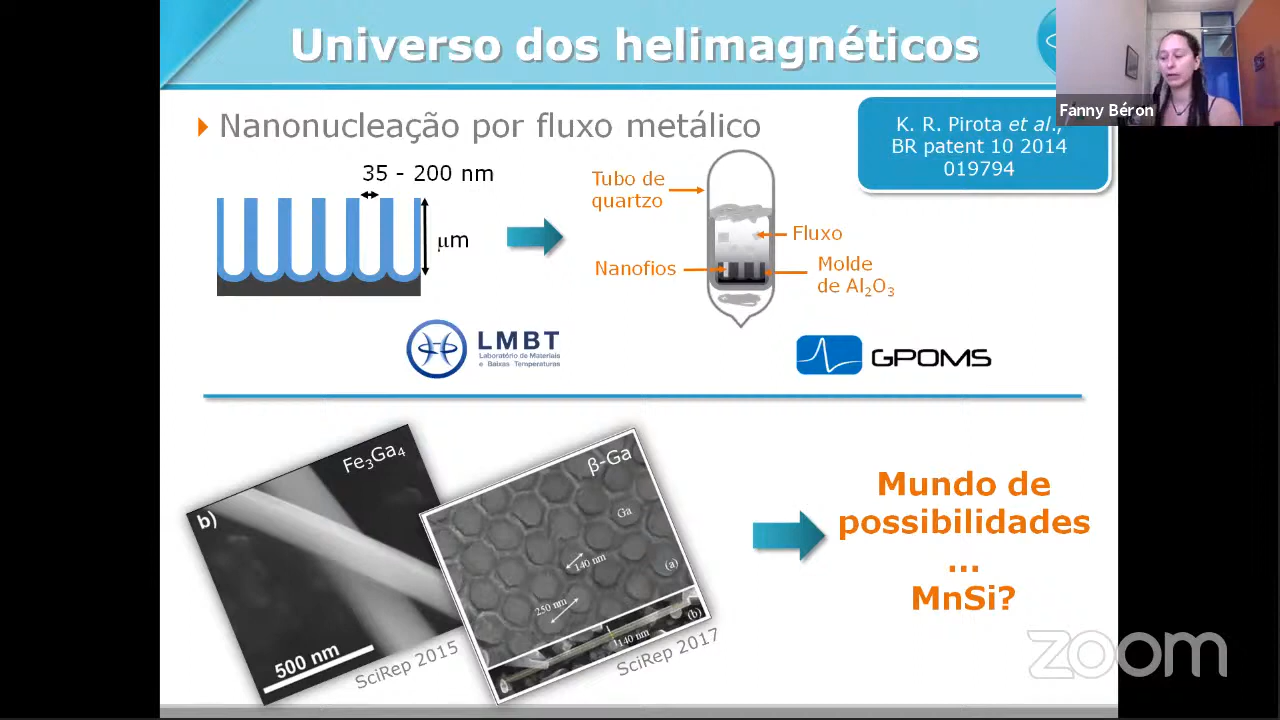 Universo dos helimagnéticos
Fanny Béron
Nanonucleação por fluxo metálico
K. R. Pirota et al.,
BR patent 10 2014
019794
35 - 200 nm
μm
Tubo de
quartzo
Fluxo
Nanofios
Molde
de Al₂O₃
LMBT
Laboratório de Materiais
e Baixas Temperaturas
GPOMS
Fe₃Ga₄
b)
500 nm
SciRep 2015
β-Ga
Ga
140 nm
(a)
250 nm
(b)
140 nm
SciRep 2017
Mundo de
possibilidades
...
MnSi?
zoom